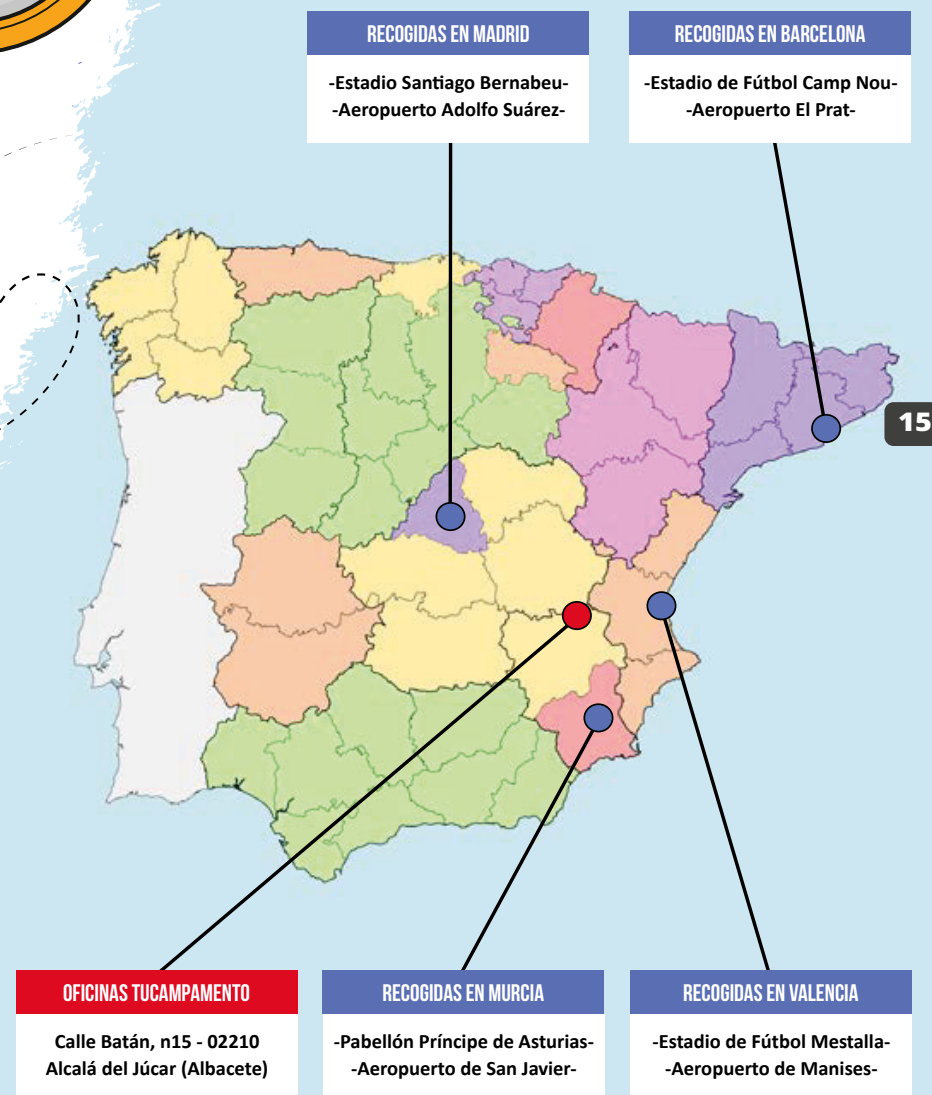 RECOGIDAS EN MADRID
-Estadio Santiago Bernabeu-
-Aeropuerto Adolfo Suárez-
RECOGIDAS EN BARCELONA
-Estadio de Fútbol Camp Nou-
-Aeropuerto El Prat-
15
OFICINAS TUCAMPAMENTO
Calle Batán, n15 - 02210
Alcalá del Júcar (Albacete)
RECOGIDAS EN MURCIA
-Pabellón Príncipe de Asturias-
-Aeropuerto de San Javier-
RECOGIDAS EN VALENCIA
-Estadio de Fútbol Mestalla-
-Aeropuerto de Manises-